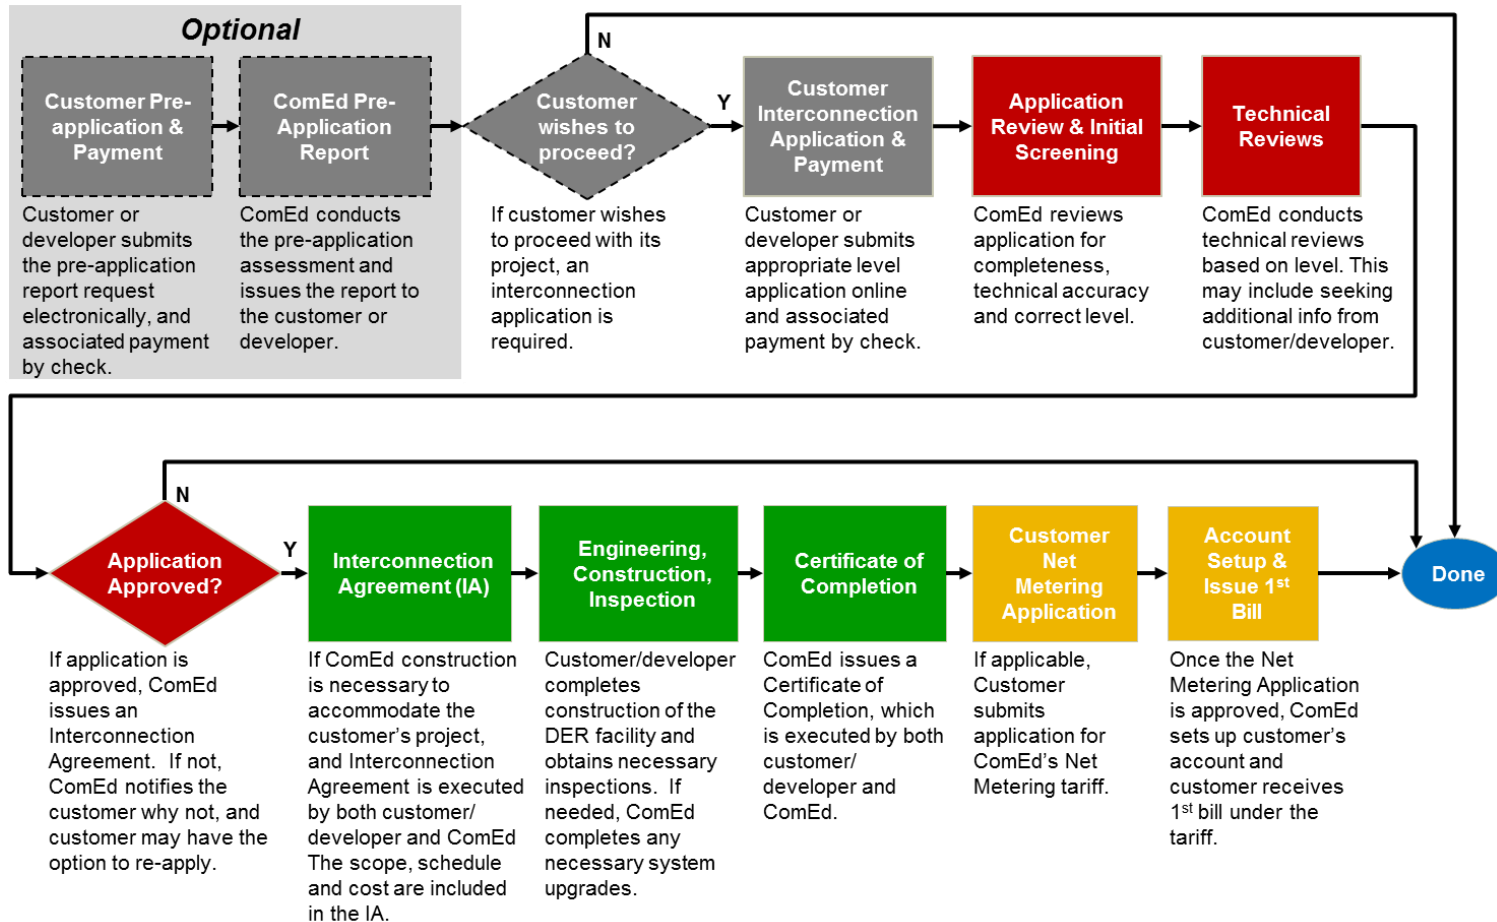 Optional
Customer Pre-
application &
Payment
ComEd Pre-
Application
Report
N
Customer
wishes to
proceed?
Y
Customer
Interconnection
Application &
Payment
Application
Review & Initial
Screening
Technical
Reviews
Customer or
developer submits
the pre-application
report request
electronically, and
associated payment
by check.
ComEd conducts
the pre-application
assessment and
issues the report to
the customer or
developer.
If customer wishes
to proceed with its
project, an
interconnection
application is
required.
Customer or
developer submits
appropriate level
application online
and associated
payment by check.
ComEd reviews
application for
completeness,
technical accuracy
and correct level.
ComEd conducts
technical reviews
based on level. This
may include seeking
additional info from
customer/developer.
N
Application
Approved?
Y
Interconnection
Agreement (IA)
Engineering,
Construction,
Inspection
Certificate of
Completion
Customer
Net
Metering
Application
Account
Setup &
Issue 1st
Bill
Done
If application is
approved, ComEd
issues an
Interconnection
Agreement. If not,
ComEd notifies the
customer why not, and
customer may have the
option to re-apply.
If ComEd construction
is necessary to
accommodate the
customer's project,
and Interconnection
Agreement is executed
by both customer/
developer and ComEd
The scope, schedule
and cost are included
in the IA.
Customer/developer
completes
construction of the
DER facility and
obtains necessary
inspections. If
needed, ComEd
completes any
necessary system
upgrades.
ComEd issues a
Certificate of
Completion, which
is executed by both
customer/
developer and
ComEd.
If applicable,
Customer
submits
application for
ComEd's Net
Metering tariff.
Once the Net
Metering Application
is approved, ComEd
sets up customer's
account and
customer receives
1st bill under the
tariff.